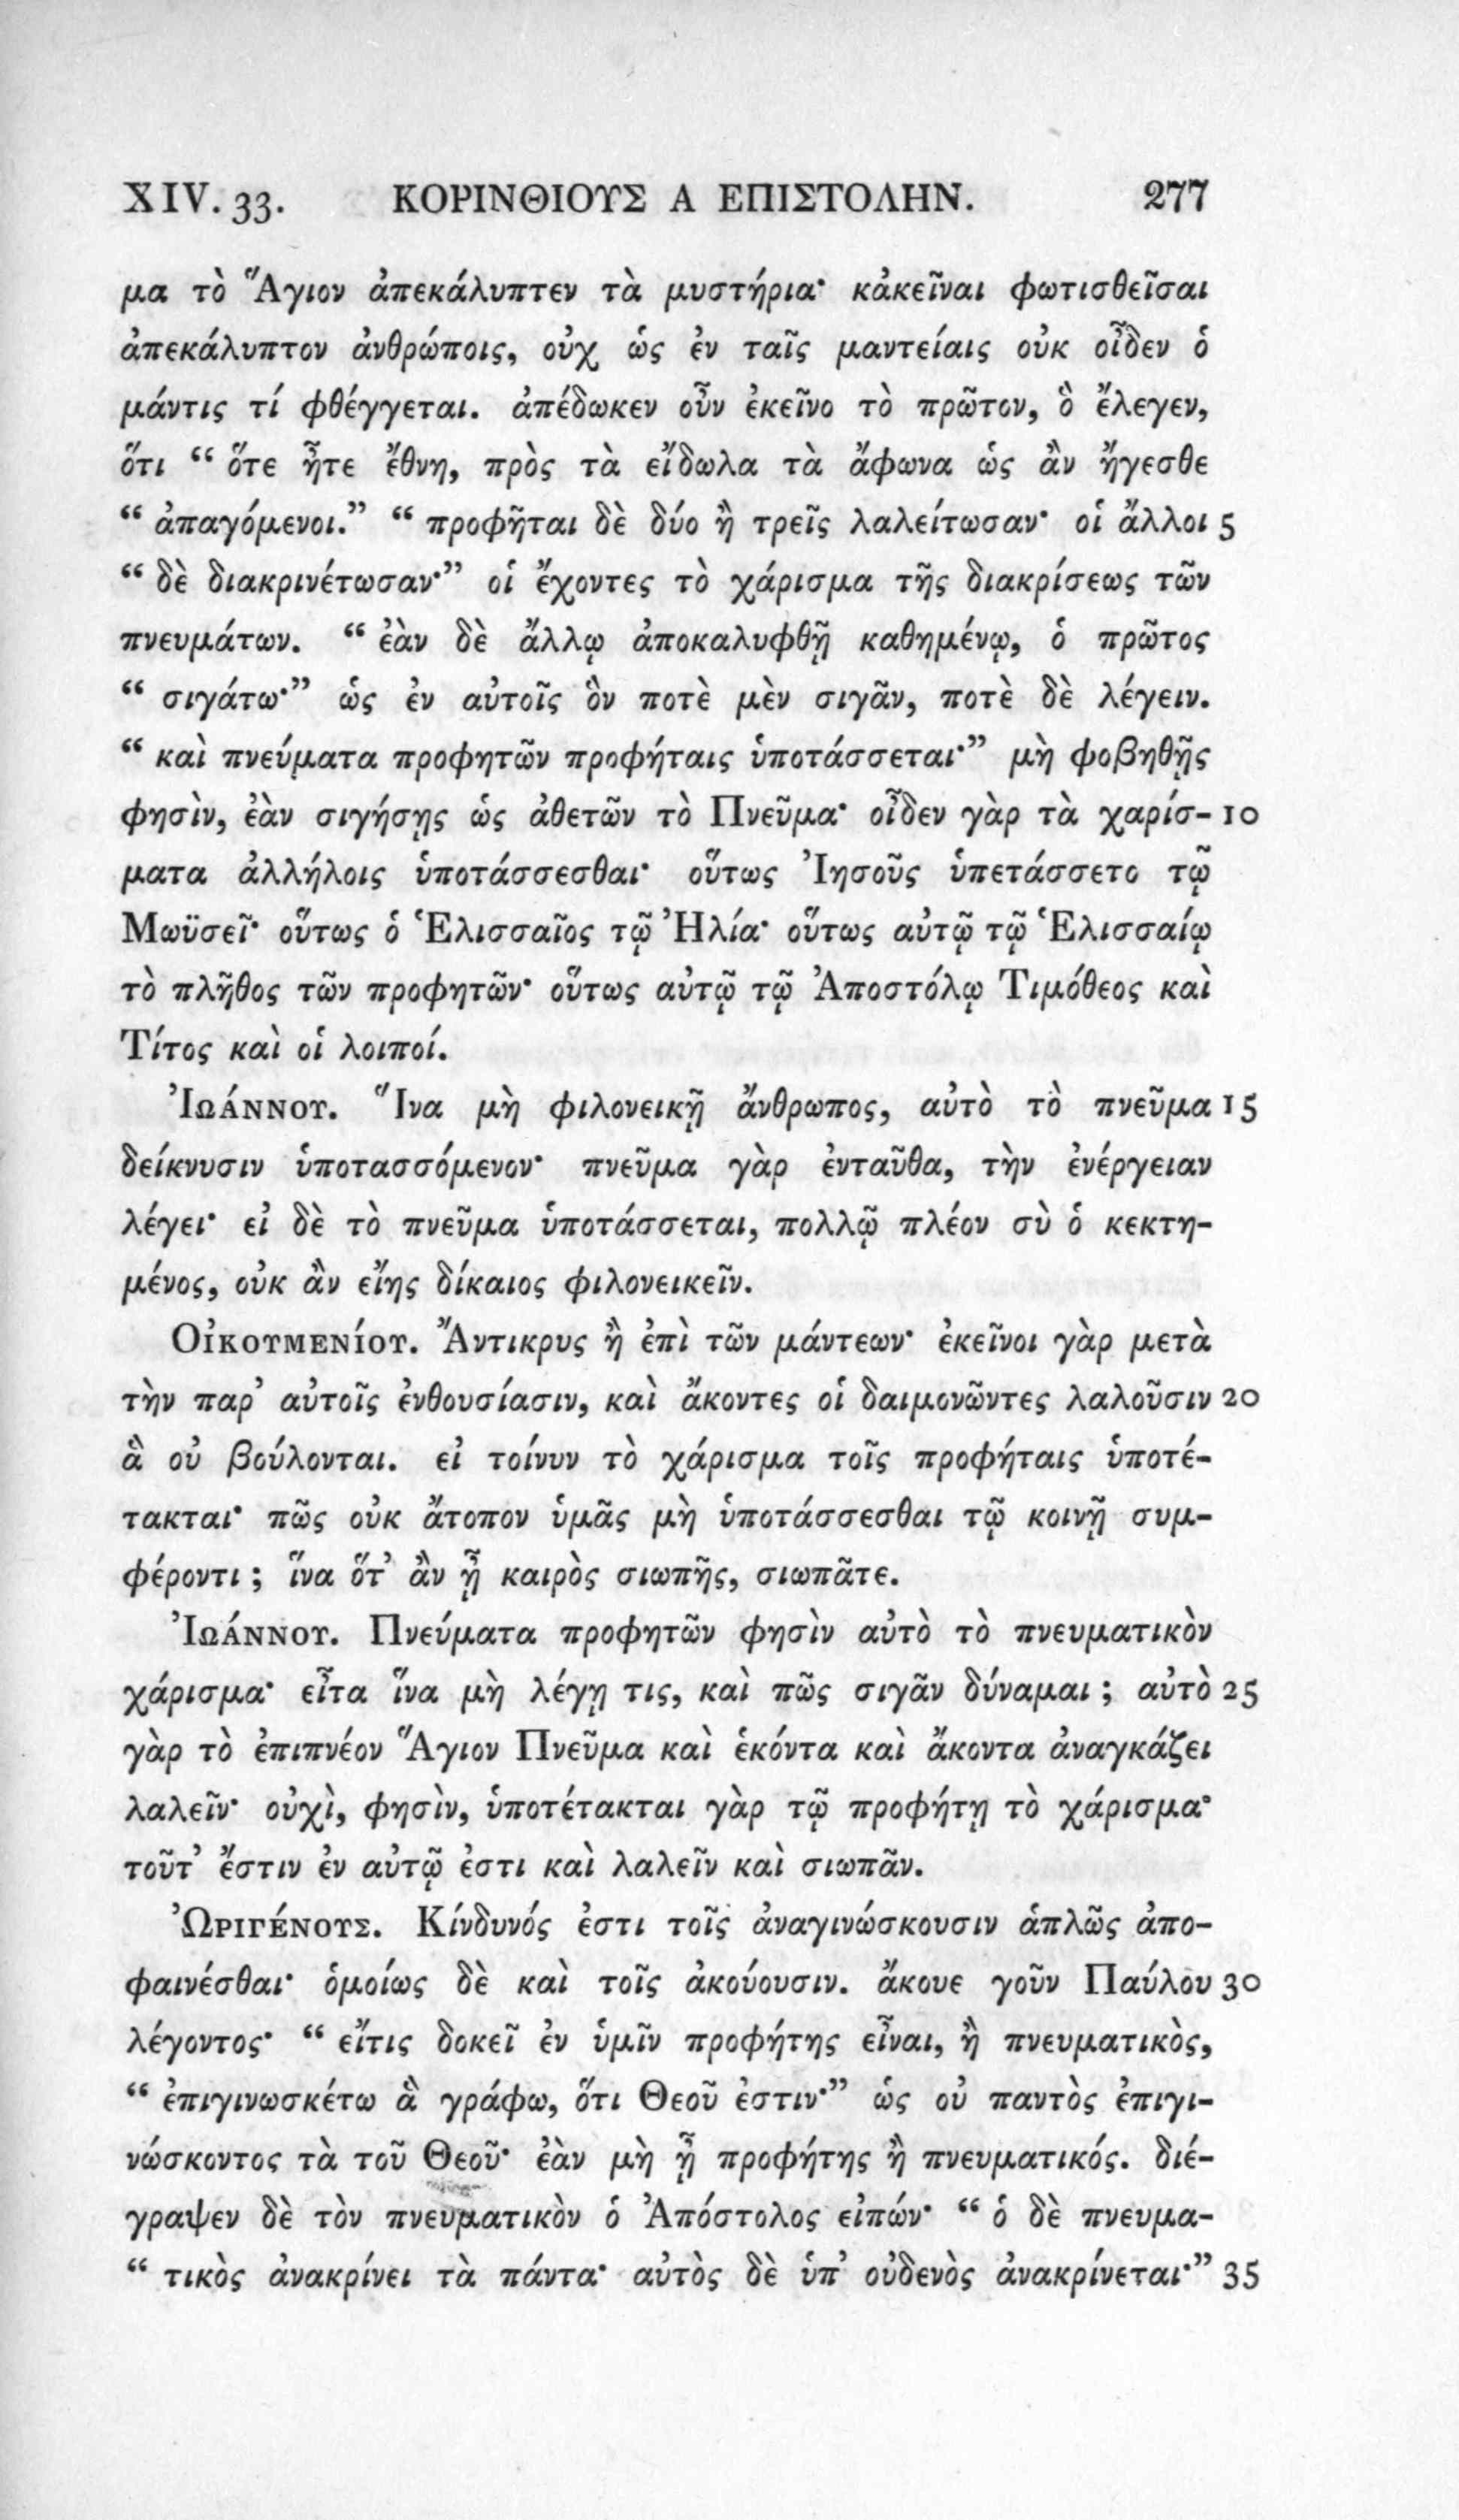 XIV. 33. ΚΟΡΙΝΘΙΟΥΣ Α ΕΠΙΣΤΟΛΗΝ. 277
μα τὸ Ἅγιον ἀπεκάλυπτεν τὰ μυστήρια· κἀκεῖναι φωτισθεῖσαι
ἀπεκάλυπτον ἀνθρώποις, οὐχ ὡς ἐν ταῖς μαντείαις οὐκ οἶδεν ὁ
μάντις τί φθέγγεται. ἀπέδωκεν οὖν ἐκεῖνο τὸ πρῶτον, ὃ ἔλεγεν,
ὅτι “ ὅτε ἦτε ἔθνη, πρὸς τὰ εἴδωλα τὰ ἄφωνα ὡς ἂν ἤγεσθε
“ ἀπαγόμενοι.” “ προφῆται δὲ δύο ἢ τρεῖς λαλείτωσαν· οἱ ἄλλοι 5
“ δὲ διακρινέτωσαν·” οἱ ἔχοντες τὸ χάρισμα τῆς διακρίσεως τῶν
πνευμάτων. “ ἐὰν δὲ ἄλλῳ ἀποκαλυφθῇ καθημένῳ, ὁ πρῶτος
“ σιγάτω·” ὡς ἐν αὐτοῖς ὂν ποτὲ μὲν σιγᾶν, ποτὲ δὲ λέγειν.
“ καὶ πνεύματα προφητῶν προφήταις ὑποτάσσεται·” μὴ φοβηθῇς
φησὶν, ἐὰν σιγήσῃς ὡς ἀθετῶν τὸ Πνεῦμα· οἶδεν γὰρ τὰ χαρίσ- 10
ματα ἀλλήλοις ὑποτάσσεσθαι· οὕτως Ἰησοῦς ὑπετάσσετο τῷ
Μωϋσεῖ· οὕτως ὁ Ἑλισσαῖος τῷ Ἠλίᾳ· οὕτως αὐτῷ τῷ Ἑλισσαίῳ
τὸ πλῆθος τῶν προφητῶν· οὕτως αὐτῷ τῷ Ἀποστόλῳ Τιμόθεος καὶ
Τίτος καὶ οἱ λοιποί.
Ἰωάννου. Ἵνα μὴ φιλονεικῇ ἄνθρωπος, αὐτὸ τὸ πνεῦμα 15
δείκνυσιν ὑποτασσόμενον· πνεῦμα γὰρ ἐνταῦθα, τὴν ἐνέργειαν
λέγει· εἰ δὲ τὸ πνεῦμα ὑποτάσσεται, πολλῷ πλέον σὺ ὁ κεκτη-
μένος, οὐκ ἂν εἴης δίκαιος φιλονεικεῖν.
Οἰκουμενίου. Ἄντικρυς ἢ ἐπὶ τῶν μάντεων· ἐκεῖνοι γὰρ μετὰ
τὴν παρ’ αὐτοῖς ἐνθουσίασιν, καὶ ἄκοντες οἱ δαιμονῶντες λαλοῦσιν 20
ἃ οὐ βούλονται. εἰ τοίνυν τὸ χάρισμα τοῖς προφήταις ὑποτέ-
τακται· πῶς οὐκ ἄτοπον ὑμᾶς μὴ ὑποτάσσεσθαι τῷ κοινῇ συμ-
φέροντι ; ἵνα ὅτ’ ἂν ᾖ καιρὸς σιωπῆς, σιωπᾶτε.
Ἰωάννου. Πνεύματα προφητῶν φησὶν αὐτὸ τὸ πνευματικὸν
χάρισμα· εἶτα ἵνα μὴ λέγῃ τις, καὶ πῶς σιγᾶν δύναμαι ; αὐτὸ 25
γὰρ τὸ ἐπιπνέον Ἅγιον Πνεῦμα καὶ ἑκόντα καὶ ἄκοντα ἀναγκάζει
λαλεῖν· οὐχὶ, φησὶν, ὑποτέτακται γὰρ τῷ προφήτῃ τὸ χάρισμα·
τοῦτ’ ἔστιν ἐν αὐτῷ ἐστι καὶ λαλεῖν καὶ σιωπᾶν.
Ὠριγένους. Κίνδυνός ἐστι τοῖς ἀναγινώσκουσιν ἁπλῶς ἀπο-
φαινέσθαι· ὁμοίως δὲ καὶ τοῖς ἀκούουσιν. ἄκουε γοῦν Παύλου 30
λέγοντος· “ εἴτις δοκεῖ ἐν ὑμῖν προφήτης εἶναι, ἢ πνευματικὸς,
“ ἐπιγινωσκέτω ἃ γράφω, ὅτι Θεοῦ ἐστιν·” ὡς οὐ παντὸς ἐπιγι-
νώσκοντος τὰ τοῦ Θεοῦ· ἐὰν μὴ ᾖ προφήτης ἢ πνευματικός. διέ-
γραψεν δὲ τὸν πνευματικὸν ὁ Ἀπόστολος εἰπών· “ ὁ δὲ πνευμα-
“ τικὸς ἀνακρίνει τὰ πάντα· αὐτὸς δὲ ὑπ’ οὐδενὸς ἀνακρίνεται·” 35